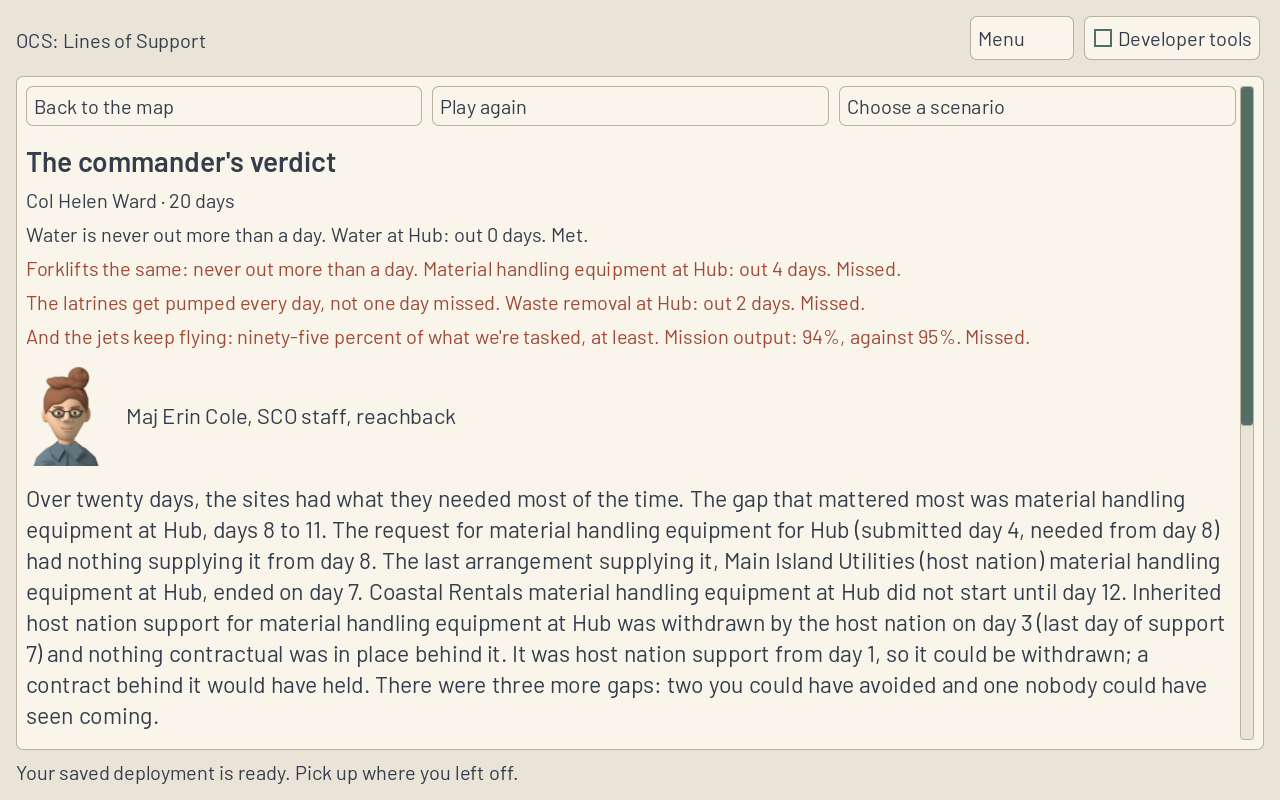 OCS: Lines of Support
Menu
Developer tools
Back to the map
Play again
Choose a scenario
The commander's verdict
Col Helen Ward · 20 days
Water is never out more than a day. Water at Hub: out 0 days. Met.
Forklifts the same: never out more than a day. Material handling equipment at Hub: out 4 days. Missed.
The latrines get pumped every day, not one day missed. Waste removal at Hub: out 2 days. Missed.
And the jets keep flying: ninety-five percent of what we're tasked, at least. Mission output: 94%, against 95%. Missed.
Maj Erin Cole, SCO staff, reachback
Over twenty days, the sites had what they needed most of the time. The gap that mattered most was material handling
equipment at Hub, days 8 to 11. The request for material handling equipment for Hub (submitted day 4, needed from day 8)
had nothing supplying it from day 8. The last arrangement supplying it, Main Island Utilities (host nation) material handling
equipment at Hub, ended on day 7. Coastal Rentals material handling equipment at Hub did not start until day 12. Inherited
host nation support for material handling equipment at Hub was withdrawn by the host nation on day 3 (last day of support
7) and nothing contractual was in place behind it. It was host nation support from day 1, so it could be withdrawn; a
contract behind it would have held. There were three more gaps: two you could have avoided and one nobody could have
seen coming.
Your saved deployment is ready. Pick up where you left off.